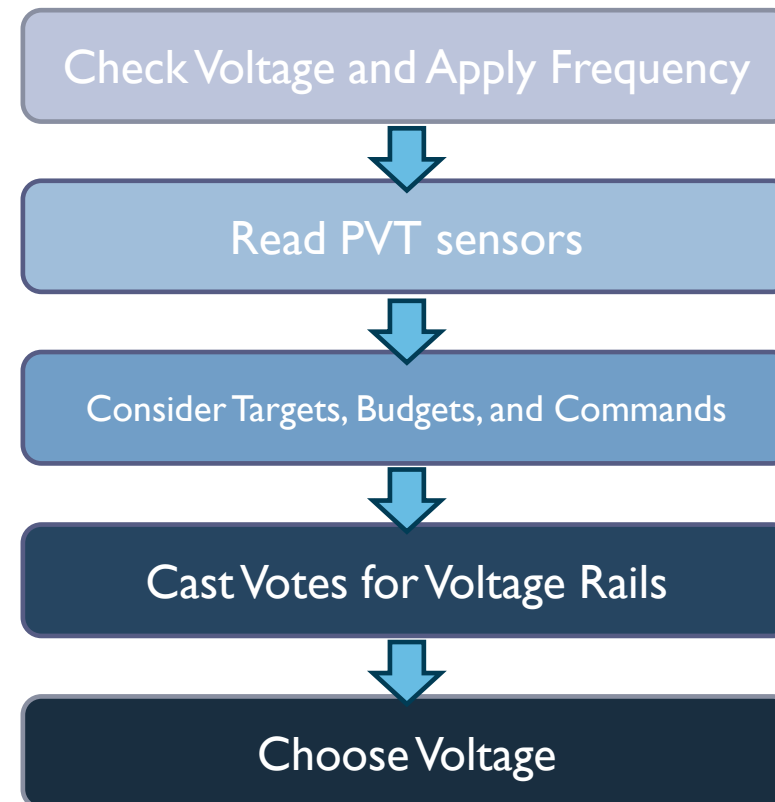 Check Voltage and Apply Frequency
Read PVT sensors
Consider Targets, Budgets, and Commands
Cast Votes for Voltage Rails
Choose Voltage